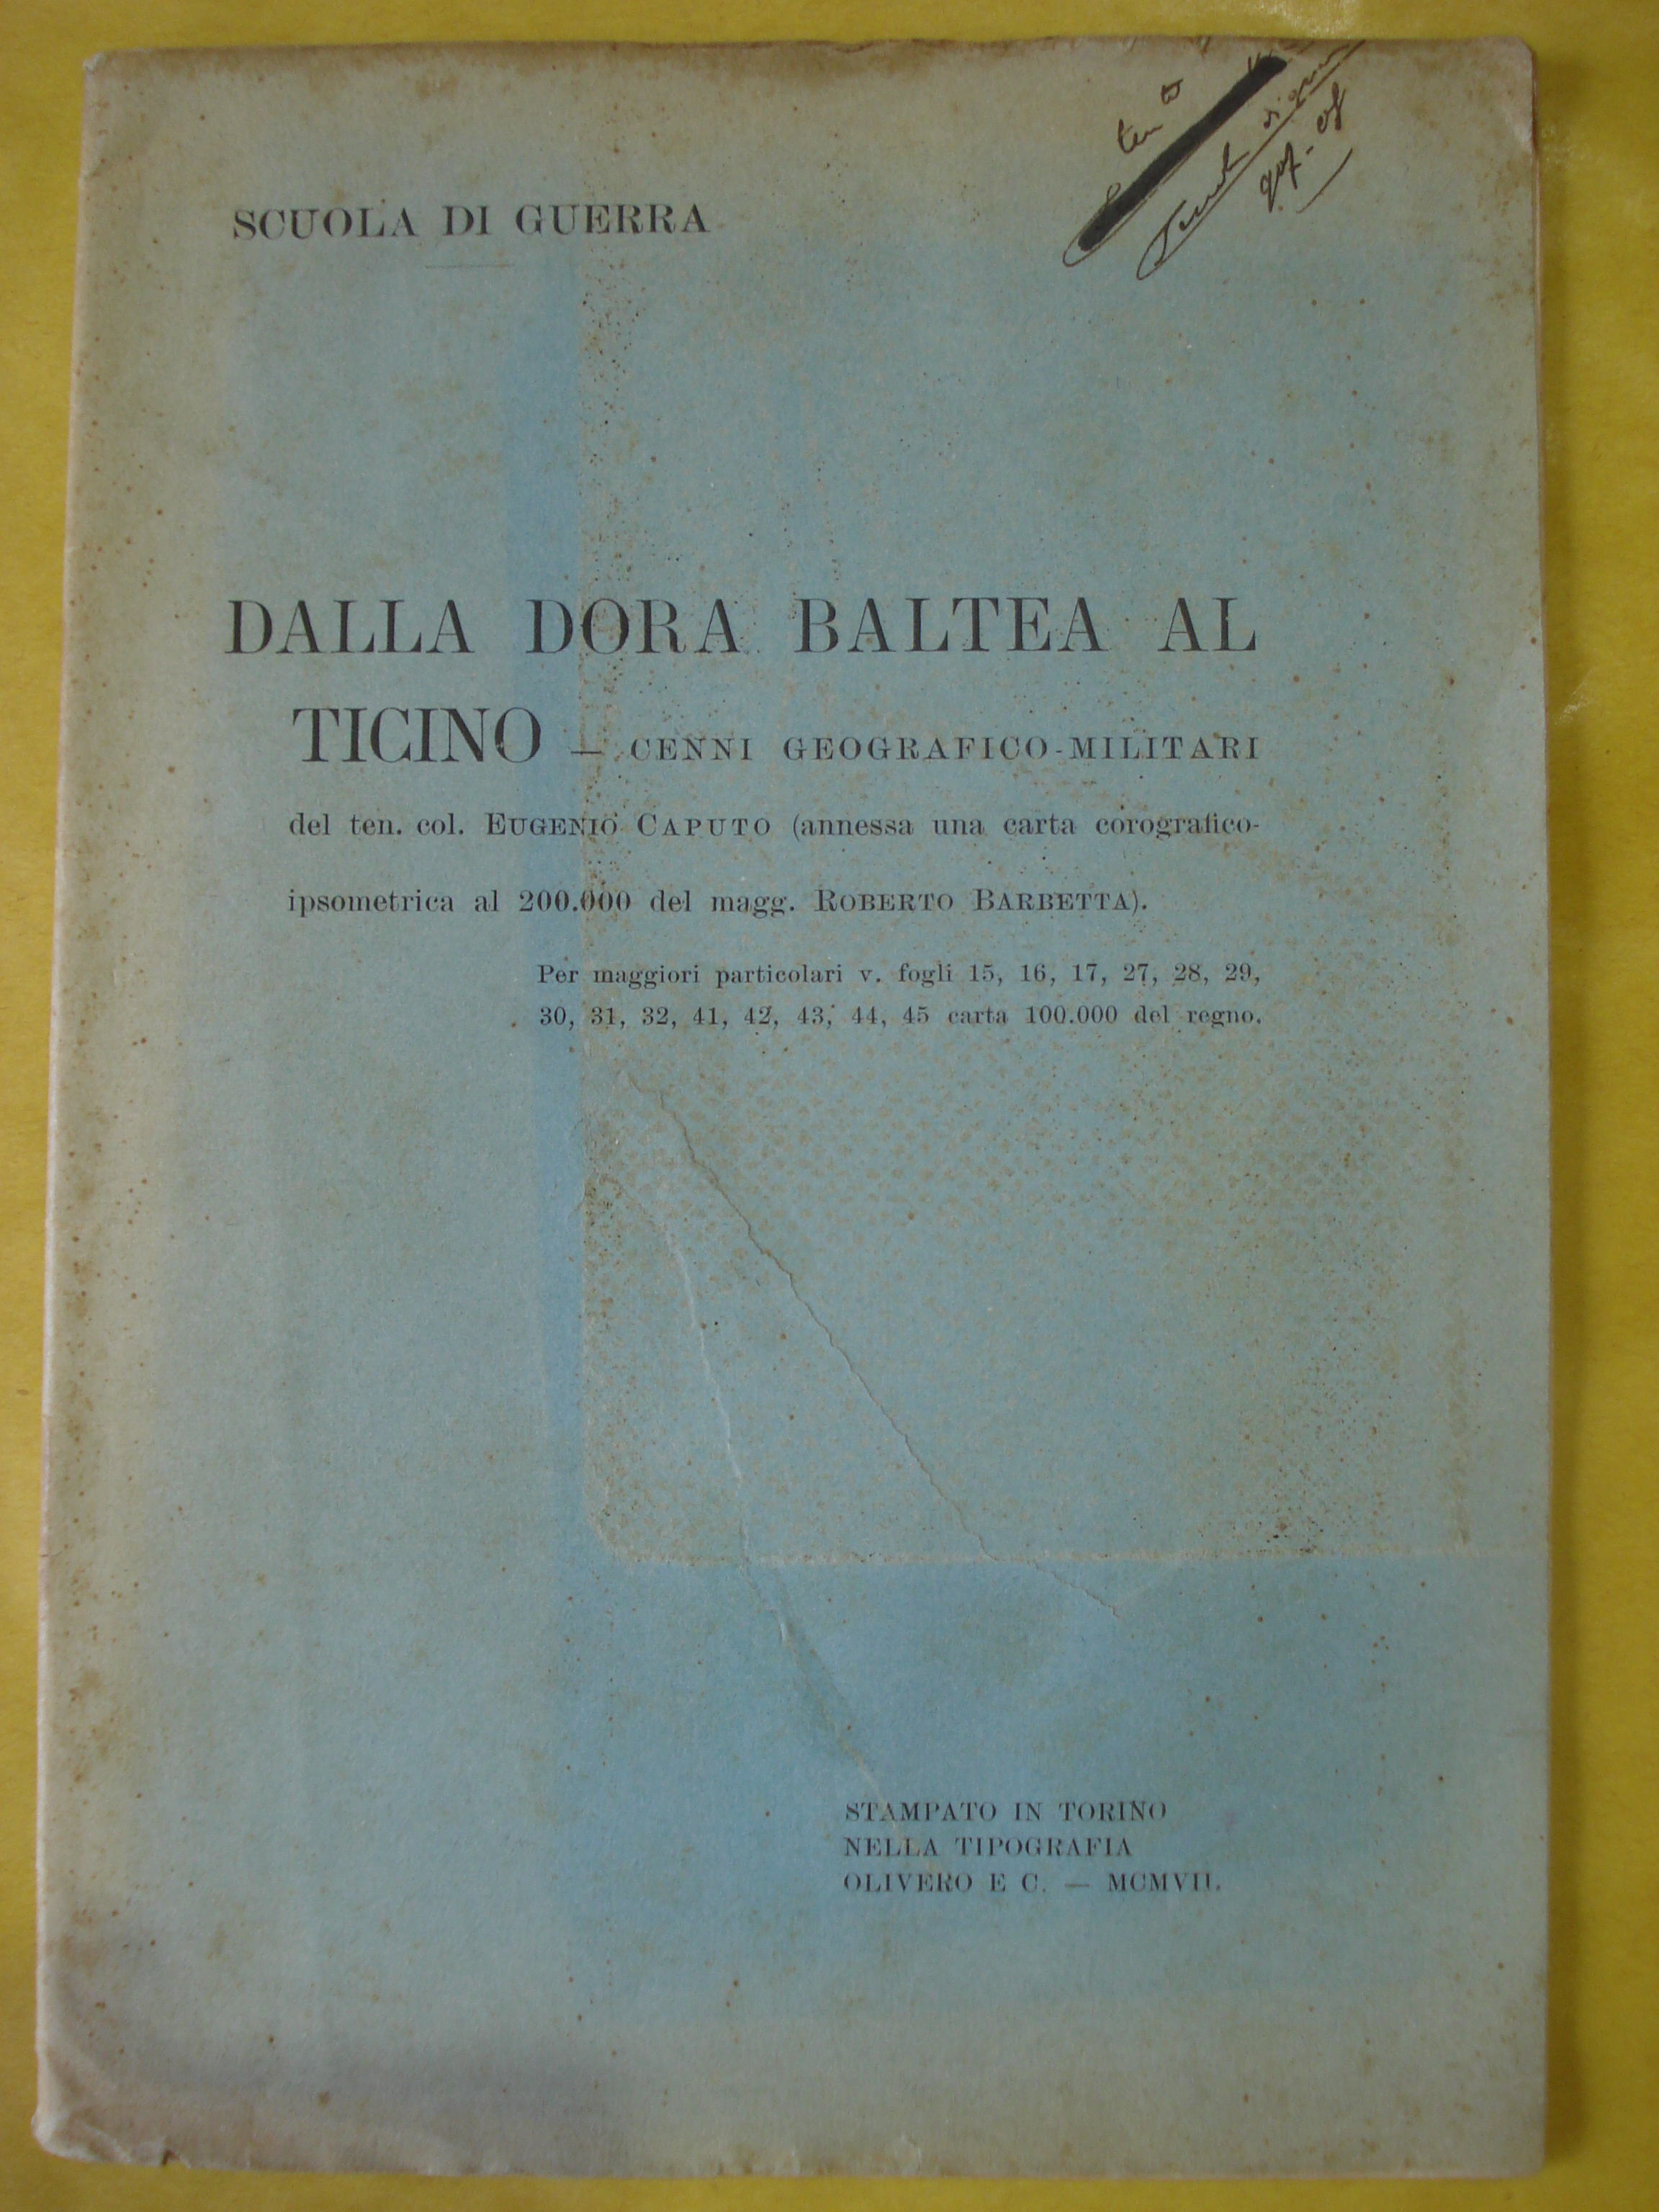 ten
SCUOLA DI GUERRA
DALLA DORA BALTEA AL
TICINO — CENNI GEOGRAFICO-MILITARI
del ten. col. EUGENIO CAPUTO (annessa una carta corografico-
ipsometrica al 200.000 del magg. ROBERTO BARBETTA).
Per maggiori particolari v. fogli 15, 16, 17, 27, 28, 29,
30, 31, 32, 41, 42, 43, 44, 45 carta 100.000 del regno.
STAMPATO IN TORINO
NELLA TIPOGRAFIA
OLIVERO E C. — MCMVII.